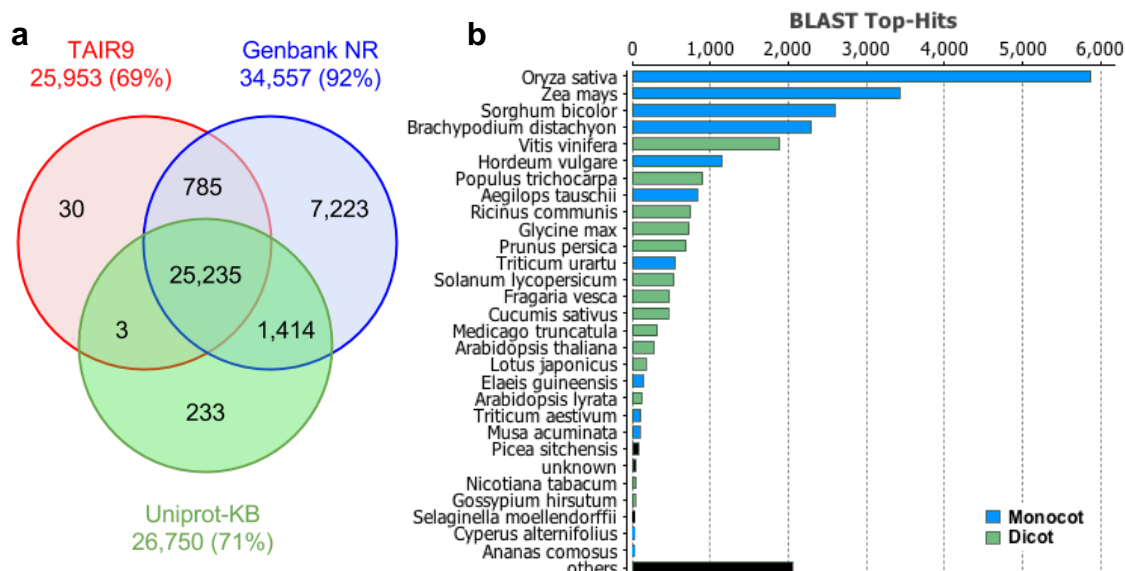 a
TAIR9
25,953 (69%)
Genbank NR
34,557 (92%)
785
30
7,223
25,235
3
1,414
233
Uniprot-KB
26,750 (71%)
b
BLAST Top-Hits
0 1,000 2,000 3,000 4,000 5,000 6,000
Oryza sativa
Zea mays
Sorghum bicolor
Brachypodium distachyon
Vitis vinifera
Hordeum vulgare
Populus trichocarpa
Aegilops tauschii
Ricinus communis
Glycine max
Prunus persica
Triticum urartu
Solanum lycopersicum
Fragaria vesca
Cucumis sativus
Medicago truncatula
Arabidopsis thaliana
Lotus japonicus
Elaeis guineensis
Arabidopsis lyrata
Triticum aestivum
Musa acuminata
Picea sitchensis
unknown
Nicotiana tabacum
Gossypium hirsutum
Selaginella moellendorffii
Cyperus alternifolius
Ananas comosus
others
Monocot
Dicot